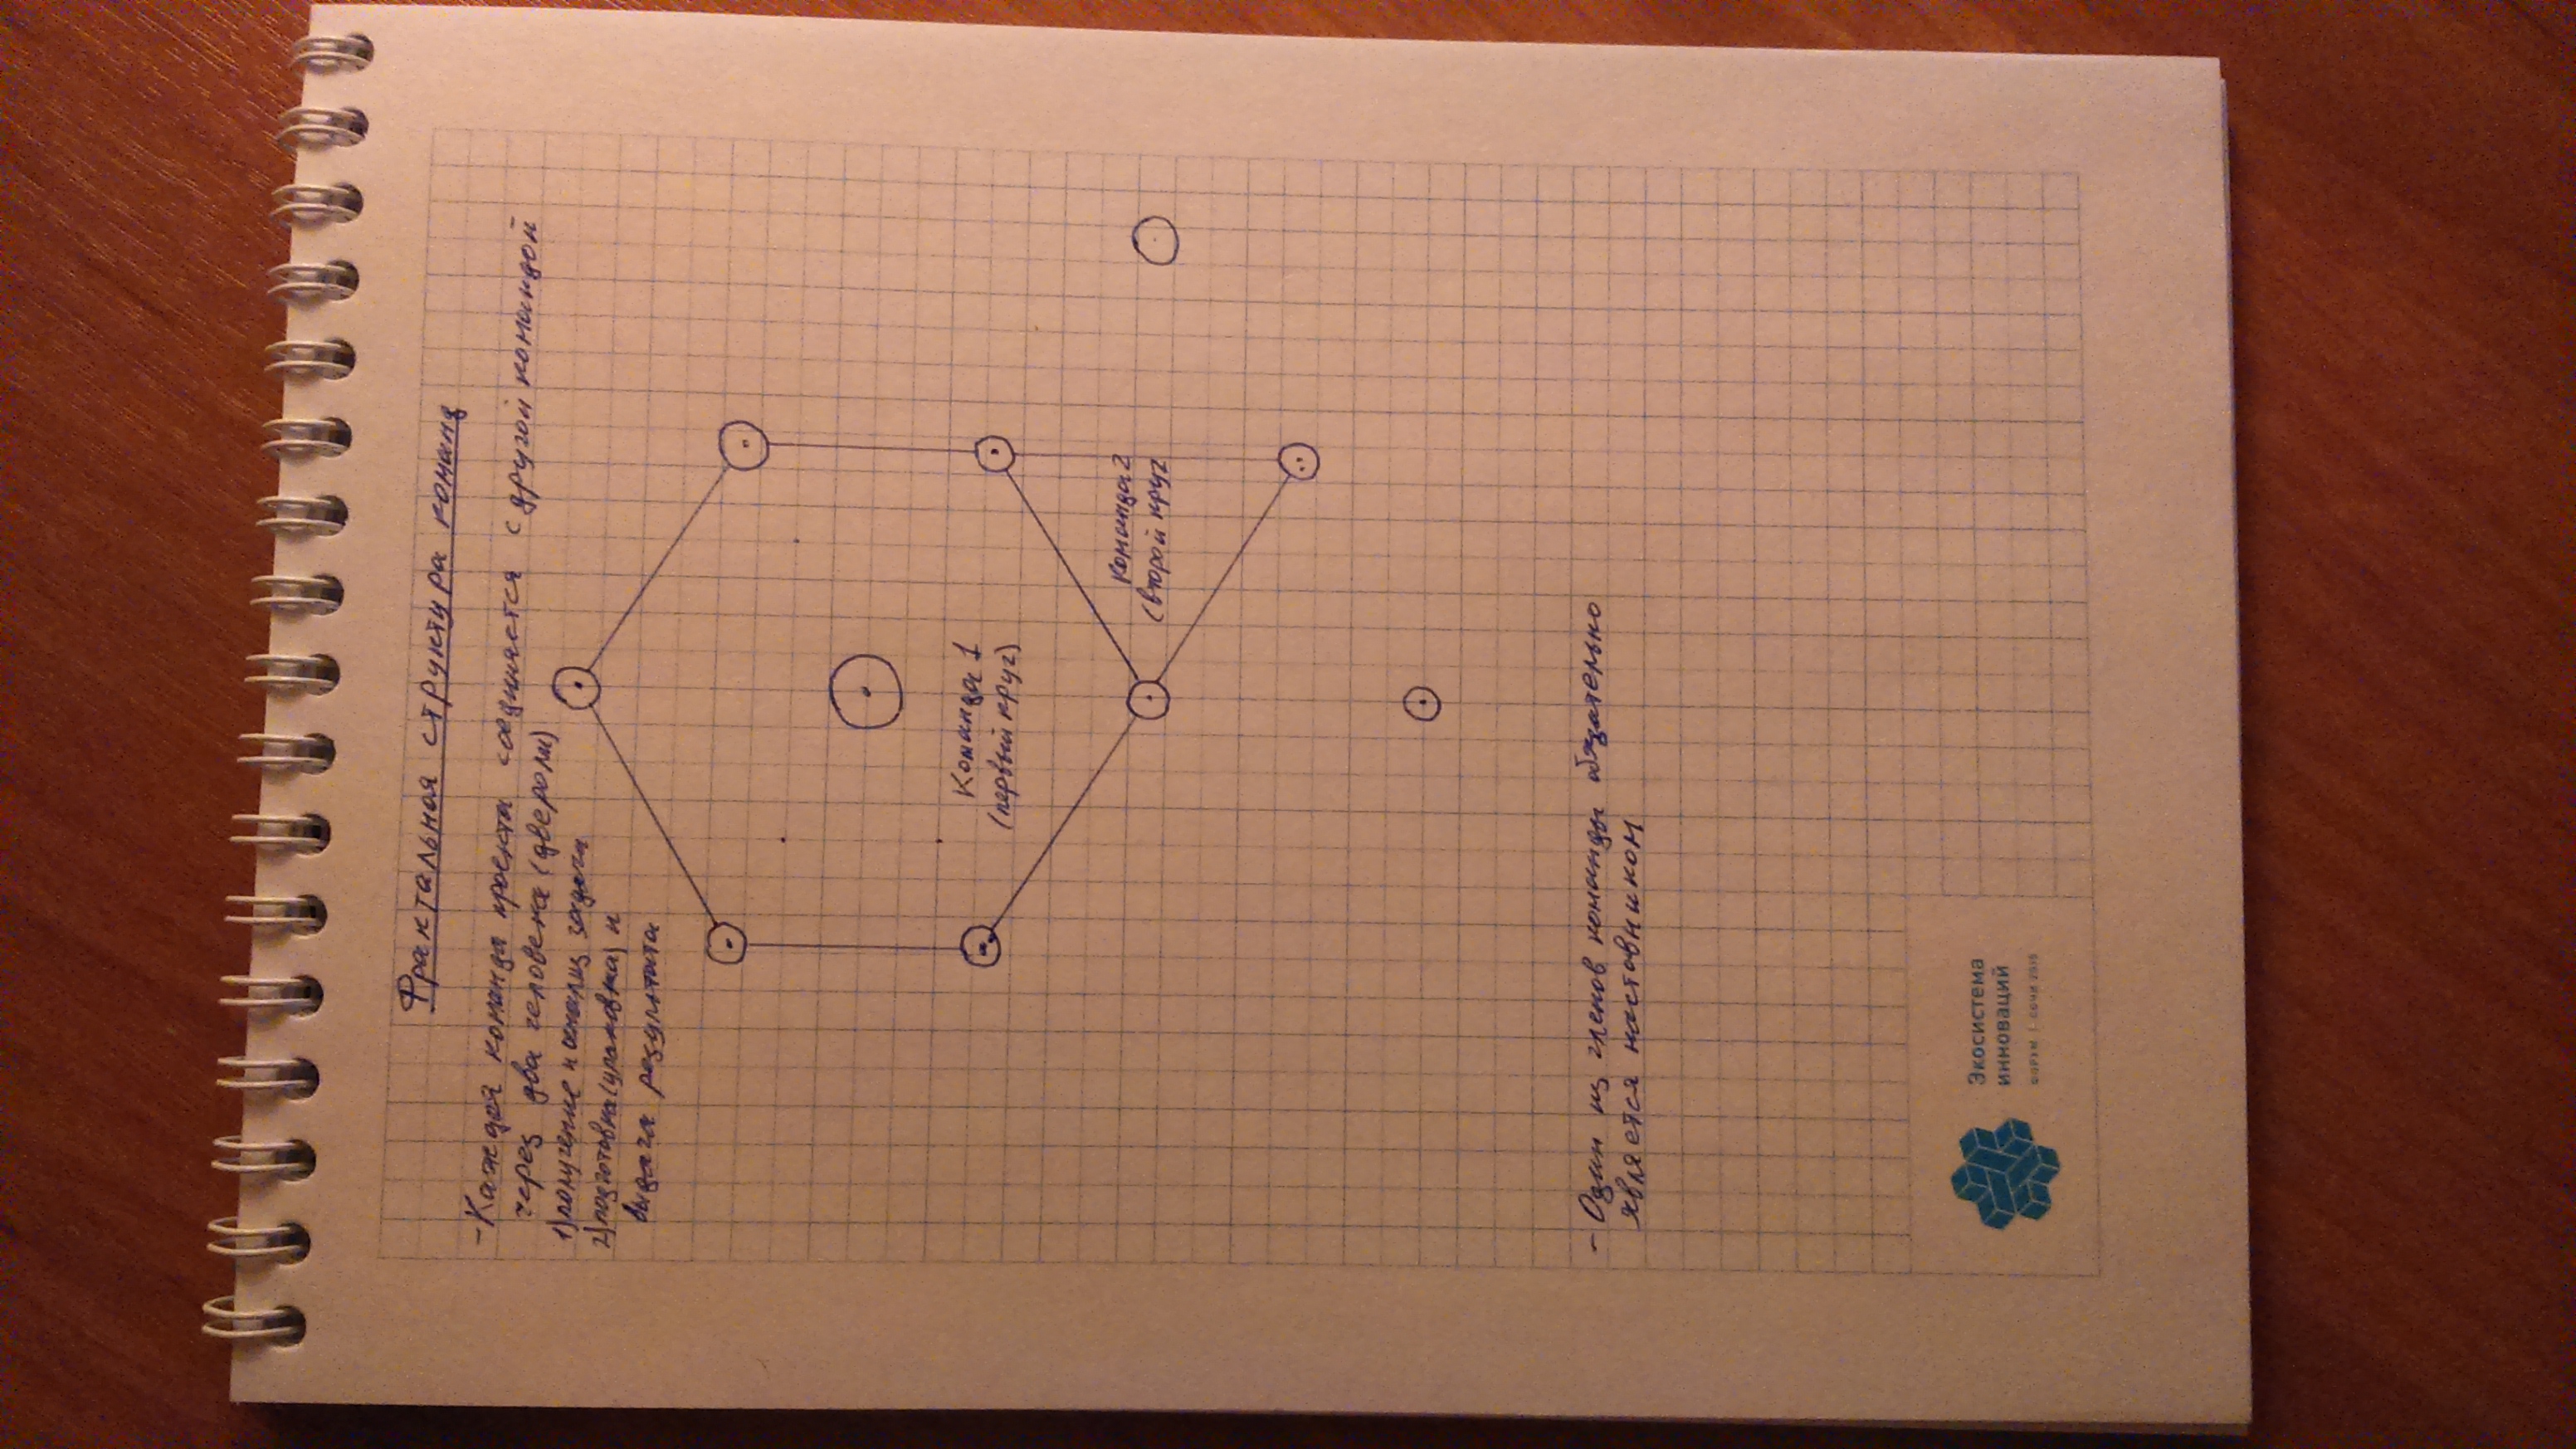 Фрактальная структура команд
- Каждая команда проекта соединяется с другой командой
через два человека (две роли)
1) получение и анализ задачи
2) подготовка (упаковка) и
выдача результата
Команда 1
(первый круг)
Команда 2
(второй круг
- Один из членов команды обязательно
является наставником
Экосистема
инноваций
ФОРУМ | СОЧИ 2015